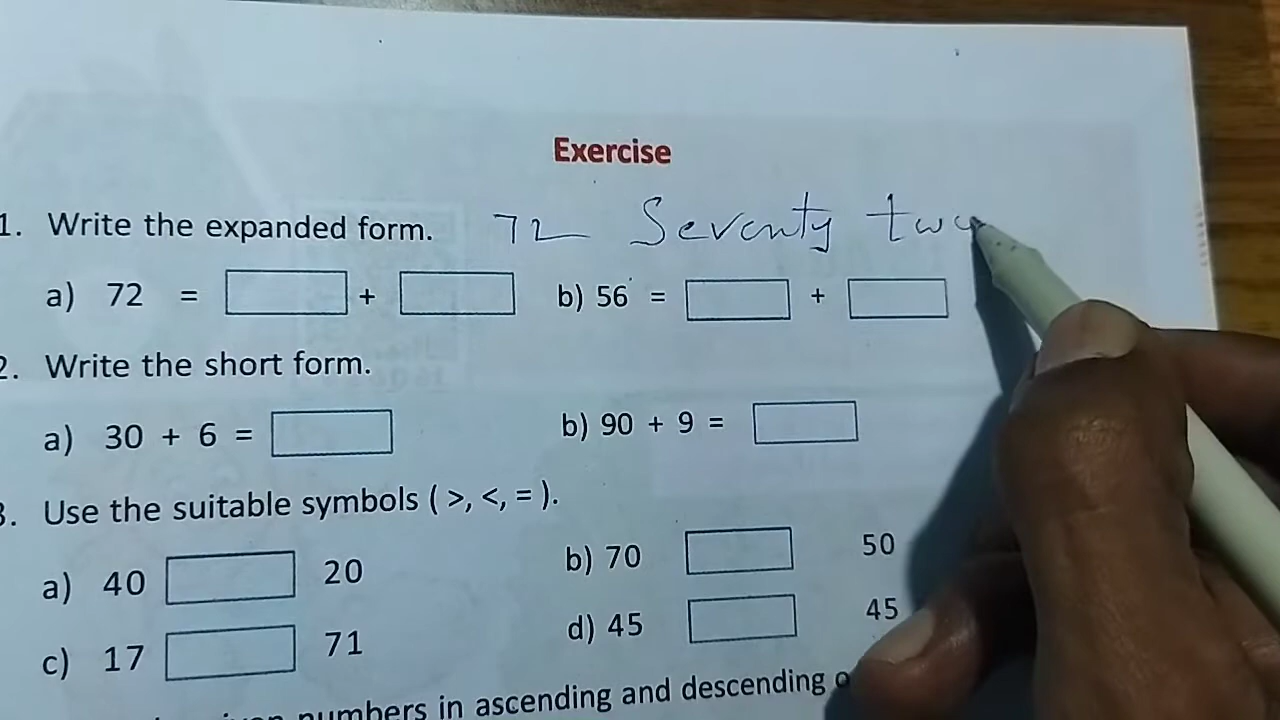 Exercise
1. Write the expanded form. 72 Seventy two
a) 72 = + b) 56 = +
2. Write the short form.
a) 30 + 6 = b) 90 + 9 =
3. Use the suitable symbols ( >, <, = ).
a) 40 20 b) 70 50
c) 17 71 d) 45 45
numbers in ascending and descending